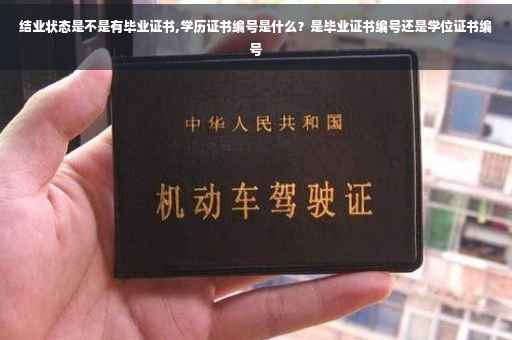 结业状态是不是有毕业证书,学历证书编号是什么？是毕业证书编号还是学位证书编
号
中华人民共和国
机动车驾驶证